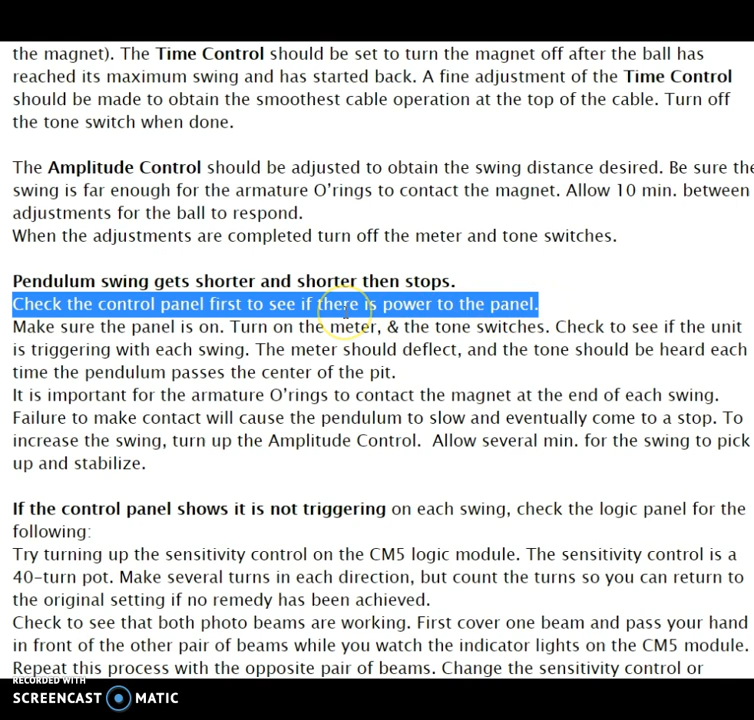 the magnet). The Time Control should be set to turn the magnet off after the ball has
reached its maximum swing and has started back. A fine adjustment of the Time Control
should be made to obtain the smoothest cable operation at the top of the cable. Turn off
the tone switch when done.
The Amplitude Control should be adjusted to obtain the swing distance desired. Be sure the
swing is far enough for the armature O'rings to contact the magnet. Allow 10 min. between
adjustments for the ball to respond.
When the adjustments are completed turn off the meter and tone switches.
Pendulum swing gets shorter and shorter then stops.
Check the control panel first to see if there is power to the panel.
Make sure the panel is on. Turn on the meter, & the tone switches. Check to see if the unit
is triggering with each swing. The meter should deflect, and the tone should be heard each
time the pendulum passes the center of the pit.
It is important for the armature O'rings to contact the magnet at the end of each swing.
Failure to make contact will cause the pendulum to slow and eventually come to a stop. To
increase the swing, turn up the Amplitude Control. Allow several min. for the swing to pick
up and stabilize.
If the control panel shows it is not triggering on each swing, check the logic panel for the
following:
Try turning up the sensitivity control on the CM5 logic module. The sensitivity control is a
40-turn pot. Make several turns in each direction, but count the turns so you can return to
the original setting if no remedy has been achieved.
Check to see that both photo beams are working. First cover one beam and pass your hand
in front of the other pair of beams while you watch the indicator lights on the CM5 module.
Repeat this process with the opposite pair of beams. Change the sensitivity control or
RECORDED WITH
SCREENCAST MATIC